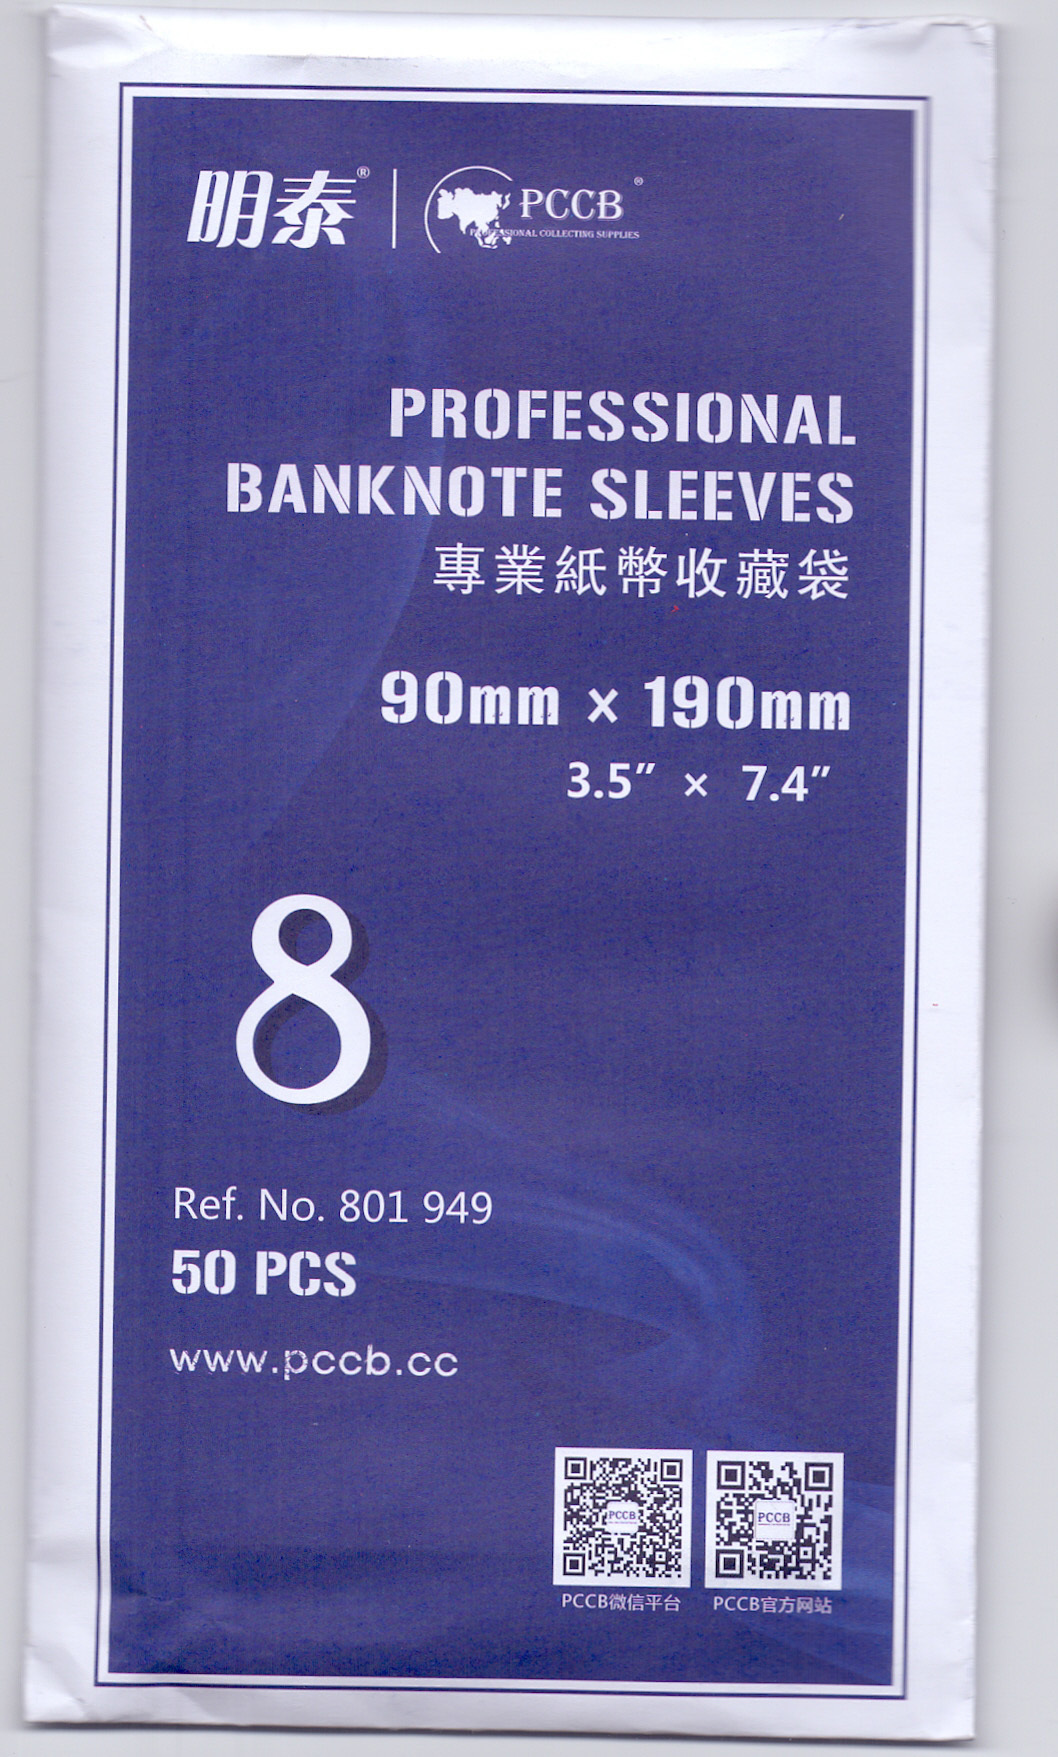 明泰® | PCCB®
PROFESSIONAL COLLECTING SUPPLIES
PROFESSIONAL
BANKNOTE SLEEVES
專業紙幣收藏袋
90mm × 190mm
3.5” × 7.4”
8
Ref. No. 801 949
50 PCS
www.pccb.cc
PCCB PCCB
PCCB微信平台 PCCB官方网站